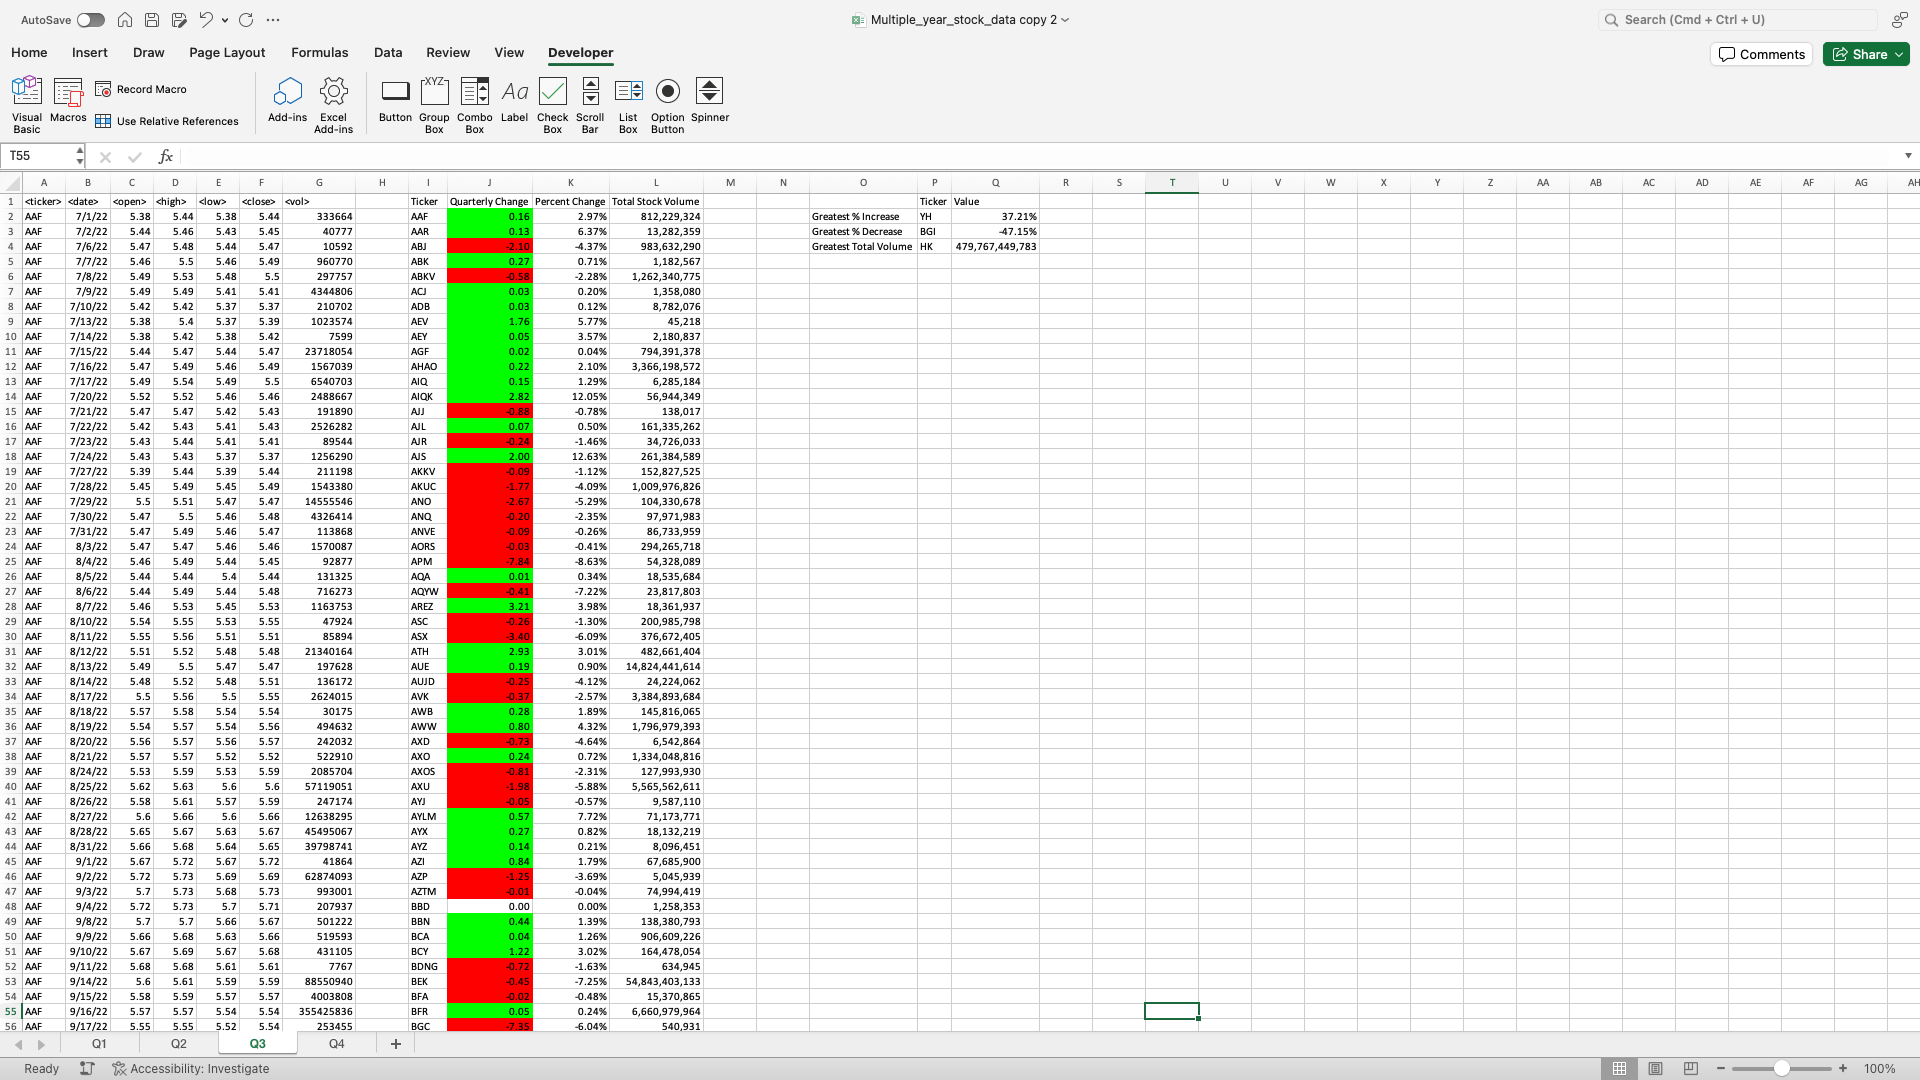 AutoSave
Multiple_year_stock_data copy 2
Search (Cmd + Ctrl + U)
Home Insert Draw Page Layout Formulas Data Review View Developer
Comments Share
Visual Basic Macros Record Macro Use Relative References Add-ins Excel Add-ins Button Group Box Combo Box Label Check Box Scroll Bar List Box Option Button Spinner
T55 fx
A B C D E F G H I J K L M N O P Q R S T U V W X Y Z AA AB AC AD AE AF AG AH
1 <ticker> <date> <open> <high> <low> <close> <vol> Ticker Quarterly Change Percent Change Total Stock Volume Ticker Value
2 AAF 7/1/22 5.38 5.44 5.38 5.44 333664 AAF 0.16 2.97% 812,229,324 Greatest % Increase YH 37.21%
3 AAF 7/2/22 5.44 5.46 5.43 5.45 40777 AAR 0.13 6.37% 13,282,359 Greatest % Decrease BGI -47.15%
4 AAF 7/6/22 5.47 5.48 5.44 5.47 10592 ABJ -2.10 -4.37% 983,632,290 Greatest Total Volume HK 479,767,449,783
5 AAF 7/7/22 5.46 5.5 5.46 5.49 960770 ABK 0.27 0.71% 1,182,567
6 AAF 7/8/22 5.49 5.53 5.48 5.5 297757 ABKV -0.58 -2.28% 1,262,340,775
7 AAF 7/9/22 5.49 5.49 5.41 5.41 4344806 ACJ 0.03 0.20% 1,358,080
8 AAF 7/10/22 5.42 5.42 5.37 5.37 210702 ADB 0.03 0.12% 8,782,076
9 AAF 7/13/22 5.38 5.4 5.37 5.39 1023574 AEV 1.76 5.77% 45,218
10 AAF 7/14/22 5.38 5.42 5.38 5.42 7599 AEY 0.05 3.57% 2,180,837
11 AAF 7/15/22 5.44 5.47 5.44 5.47 23718054 AGF 0.02 0.04% 794,391,378
12 AAF 7/16/22 5.47 5.49 5.46 5.49 1567039 AHAO 0.22 2.10% 3,366,198,572
13 AAF 7/17/22 5.49 5.54 5.49 5.5 6540703 AIQ 0.15 1.29% 6,285,184
14 AAF 7/20/22 5.52 5.52 5.46 5.46 2488667 AIQK 2.82 12.05% 56,944,349
15 AAF 7/21/22 5.47 5.47 5.42 5.43 191890 AJJ -0.88 -0.78% 138,017
16 AAF 7/22/22 5.42 5.43 5.41 5.43 2526282 AJL 0.07 0.50% 161,335,262
17 AAF 7/23/22 5.43 5.44 5.41 5.41 89544 AJR -0.24 -1.46% 34,726,033
18 AAF 7/24/22 5.43 5.43 5.37 5.37 1256290 AJS 2.00 12.63% 261,384,589
19 AAF 7/27/22 5.39 5.44 5.39 5.44 211198 AKKV -0.09 -1.12% 152,827,525
20 AAF 7/28/22 5.45 5.49 5.45 5.49 1543380 AKUC -1.77 -4.09% 1,009,976,826
21 AAF 7/29/22 5.5 5.51 5.47 5.47 14555546 ANO -2.67 -5.29% 104,330,678
22 AAF 7/30/22 5.47 5.5 5.46 5.48 4326414 ANQ -0.20 -2.35% 97,971,983
23 AAF 7/31/22 5.47 5.49 5.46 5.47 113868 ANVE -0.09 -0.26% 86,733,959
24 AAF 8/3/22 5.47 5.47 5.46 5.46 1570087 AORS -0.03 -0.41% 294,265,718
25 AAF 8/4/22 5.46 5.49 5.44 5.45 92877 APM -7.84 -8.63% 54,328,089
26 AAF 8/5/22 5.44 5.44 5.4 5.44 131325 AQA 0.01 0.34% 18,535,684
27 AAF 8/6/22 5.44 5.49 5.44 5.48 716273 AQYW -0.41 -7.22% 23,817,803
28 AAF 8/7/22 5.46 5.53 5.45 5.53 1163753 AREZ 3.21 3.98% 18,361,937
29 AAF 8/10/22 5.54 5.55 5.53 5.55 47924 ASC -0.26 -1.30% 200,985,798
30 AAF 8/11/22 5.55 5.56 5.51 5.51 85894 ASX -3.40 -6.09% 376,672,405
31 AAF 8/12/22 5.51 5.52 5.48 5.48 21340164 ATH 2.93 3.01% 482,661,404
32 AAF 8/13/22 5.49 5.5 5.47 5.47 197628 AUE 0.19 0.90% 14,824,441,614
33 AAF 8/14/22 5.48 5.52 5.48 5.51 136172 AUJD -0.25 -4.12% 24,224,062
34 AAF 8/17/22 5.5 5.56 5.5 5.55 2624015 AVK -0.37 -2.57% 3,384,893,684
35 AAF 8/18/22 5.57 5.58 5.54 5.54 30175 AWB 0.28 1.89% 145,816,065
36 AAF 8/19/22 5.54 5.57 5.54 5.56 494632 AWW 0.80 4.32% 1,796,979,393
37 AAF 8/20/22 5.56 5.57 5.56 5.57 242032 AXD -0.73 -4.64% 6,542,864
38 AAF 8/21/22 5.57 5.57 5.52 5.52 522910 AXO 0.24 0.72% 1,334,048,816
39 AAF 8/24/22 5.53 5.59 5.53 5.59 2085704 AXOS -0.81 -2.31% 127,993,930
40 AAF 8/25/22 5.62 5.63 5.6 5.6 57119051 AXU -1.98 -5.88% 5,565,562,611
41 AAF 8/26/22 5.58 5.61 5.57 5.59 247174 AYJ -0.05 -0.57% 9,587,110
42 AAF 8/27/22 5.6 5.66 5.6 5.66 12638295 AYLM 0.57 7.72% 71,173,771
43 AAF 8/28/22 5.65 5.67 5.63 5.67 45495067 AYX 0.27 0.82% 18,132,219
44 AAF 8/31/22 5.66 5.68 5.64 5.65 39798741 AYZ 0.14 0.21% 8,096,451
45 AAF 9/1/22 5.67 5.72 5.67 5.72 41864 AZI 0.84 1.79% 67,685,900
46 AAF 9/2/22 5.72 5.73 5.69 5.69 62874093 AZP -1.25 -3.69% 5,045,939
47 AAF 9/3/22 5.7 5.73 5.68 5.73 993001 AZTM -0.01 -0.04% 74,994,419
48 AAF 9/4/22 5.72 5.73 5.7 5.71 207937 BBD 0.00 0.00% 1,258,353
49 AAF 9/8/22 5.7 5.7 5.66 5.67 501222 BBN 0.44 1.39% 138,380,793
50 AAF 9/9/22 5.66 5.68 5.63 5.66 519593 BCA 0.04 1.26% 906,609,226
51 AAF 9/10/22 5.67 5.69 5.67 5.68 431105 BCY 1.22 3.02% 164,478,054
52 AAF 9/11/22 5.68 5.68 5.61 5.61 7767 BDNG -0.72 -1.63% 634,945
53 AAF 9/14/22 5.6 5.61 5.59 5.59 88550940 BEK -0.45 -7.25% 54,843,403,133
54 AAF 9/15/22 5.58 5.59 5.57 5.57 4003808 BFA -0.02 -0.48% 15,370,865
55 AAF 9/16/22 5.57 5.57 5.54 5.54 355425836 BFR 0.05 0.24% 6,660,979,964
56 AAF 9/17/22 5.55 5.55 5.52 5.54 253455 BGC -7.35 -6.04% 540,931
Q1 Q2 Q3 Q4 +
Ready Accessibility: Investigate 100%